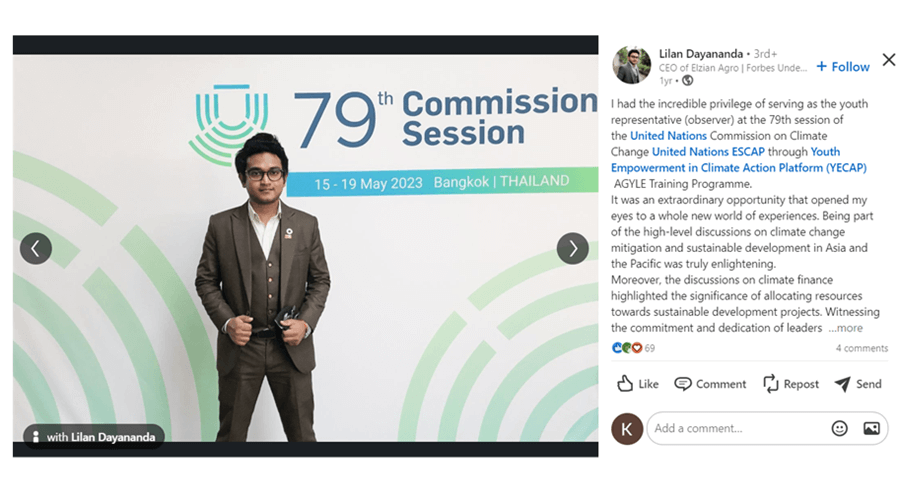 79th Commission
Session
15 - 19 May 2023 Bangkok | THAILAND
with Lilan Dayananda
Lilan Dayananda • 3rd+
CEO of Elzian Agro | Forbes Unde...
1yr •
+ Follow
I had the incredible privilege of serving as the youth
representative (observer) at the 79th session of
the United Nations Commission on Climate
Change United Nations ESCAP through Youth
Empowerment in Climate Action Platform (YECAP)
AGYLE Training Programme.
It was an extraordinary opportunity that opened my
eyes to a whole new world of experiences. Being part
of the high-level discussions on climate change
mitigation and sustainable development in Asia and
the Pacific was truly enlightening.
Moreover, the discussions on climate finance
highlighted the significance of allocating resources
towards sustainable development projects. Witnessing
the commitment and dedication of leaders ...more
69
4 comments
Like Comment Repost Send
K
Add a comment...